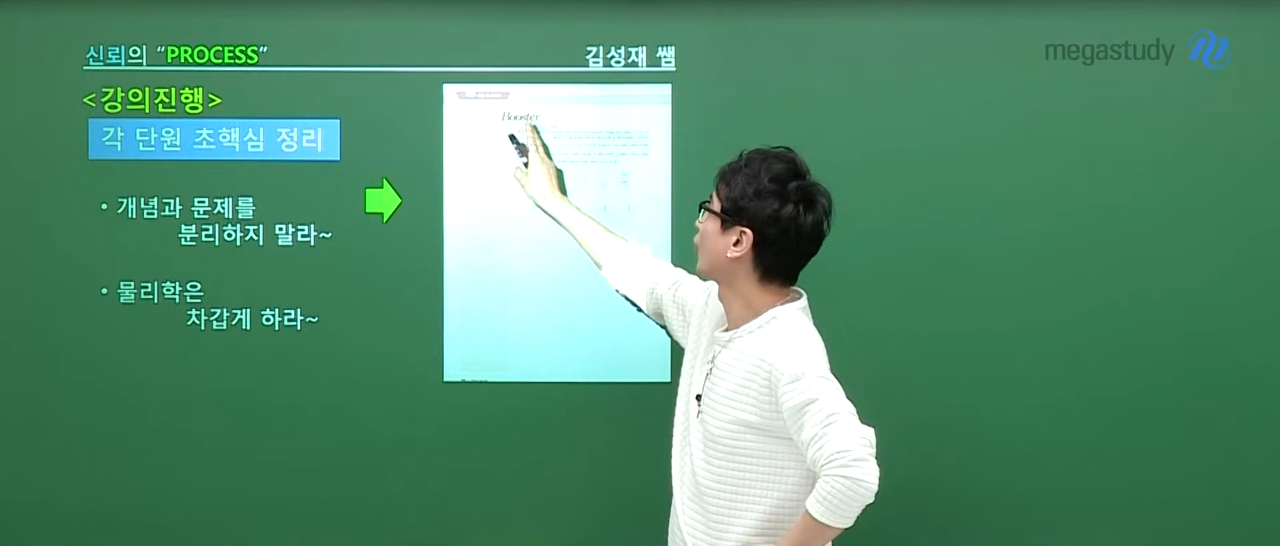 신뢰의 “PROCESS”
김성재 쌤
megastudy
<강의진행>
각 단원 초핵심 정리
Booster
• 개념과 문제를
분리하지 말라~
• 물리학은
차갑게 하라~